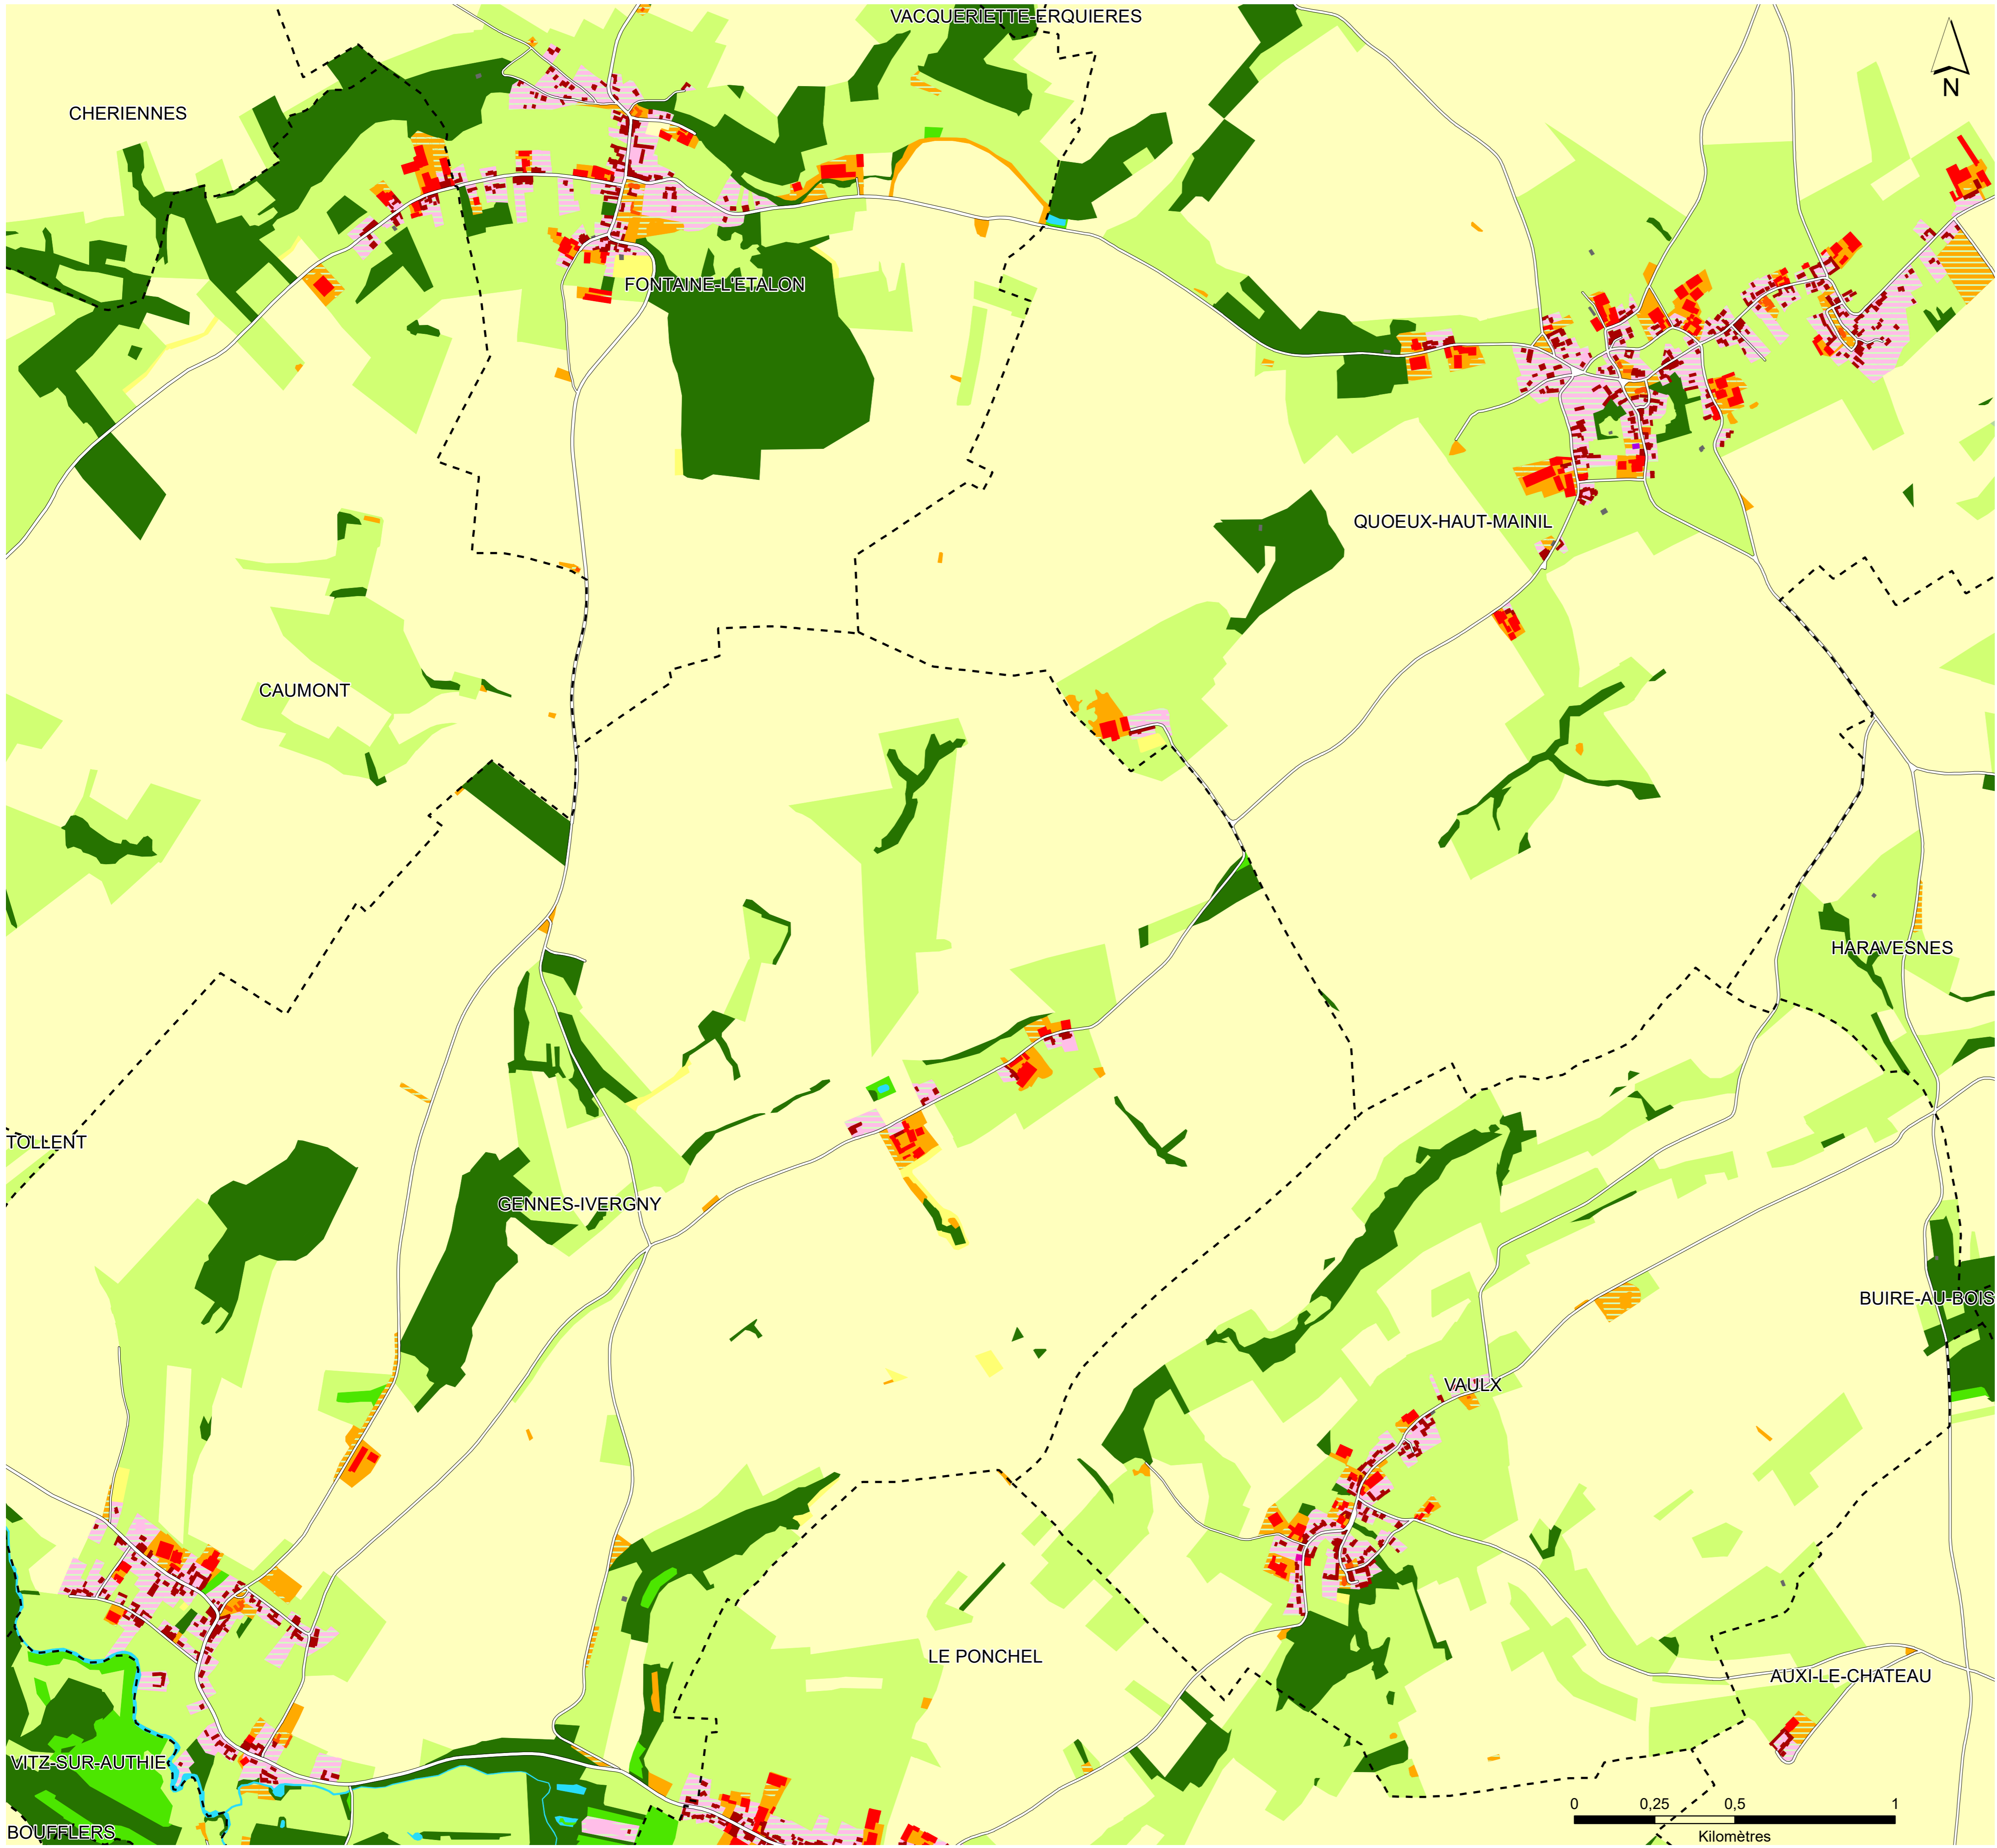 VACQUERIETTE-ERQUIERES
N
CHERIENNES
FONTAINE-L'ETALON
QUOEUX-HAUT-MAINIL
CAUMONT
HARAVESNES
TOLLENT
GENNES-IVERGNY
BUIRE-AU-BOIS
VAULX
LE PONCHEL
AUXI-LE-CHATEAU
VITZ-SUR-AUTHIE
0 0,25 0,5 1
BOUFFLERS
Kilomètres